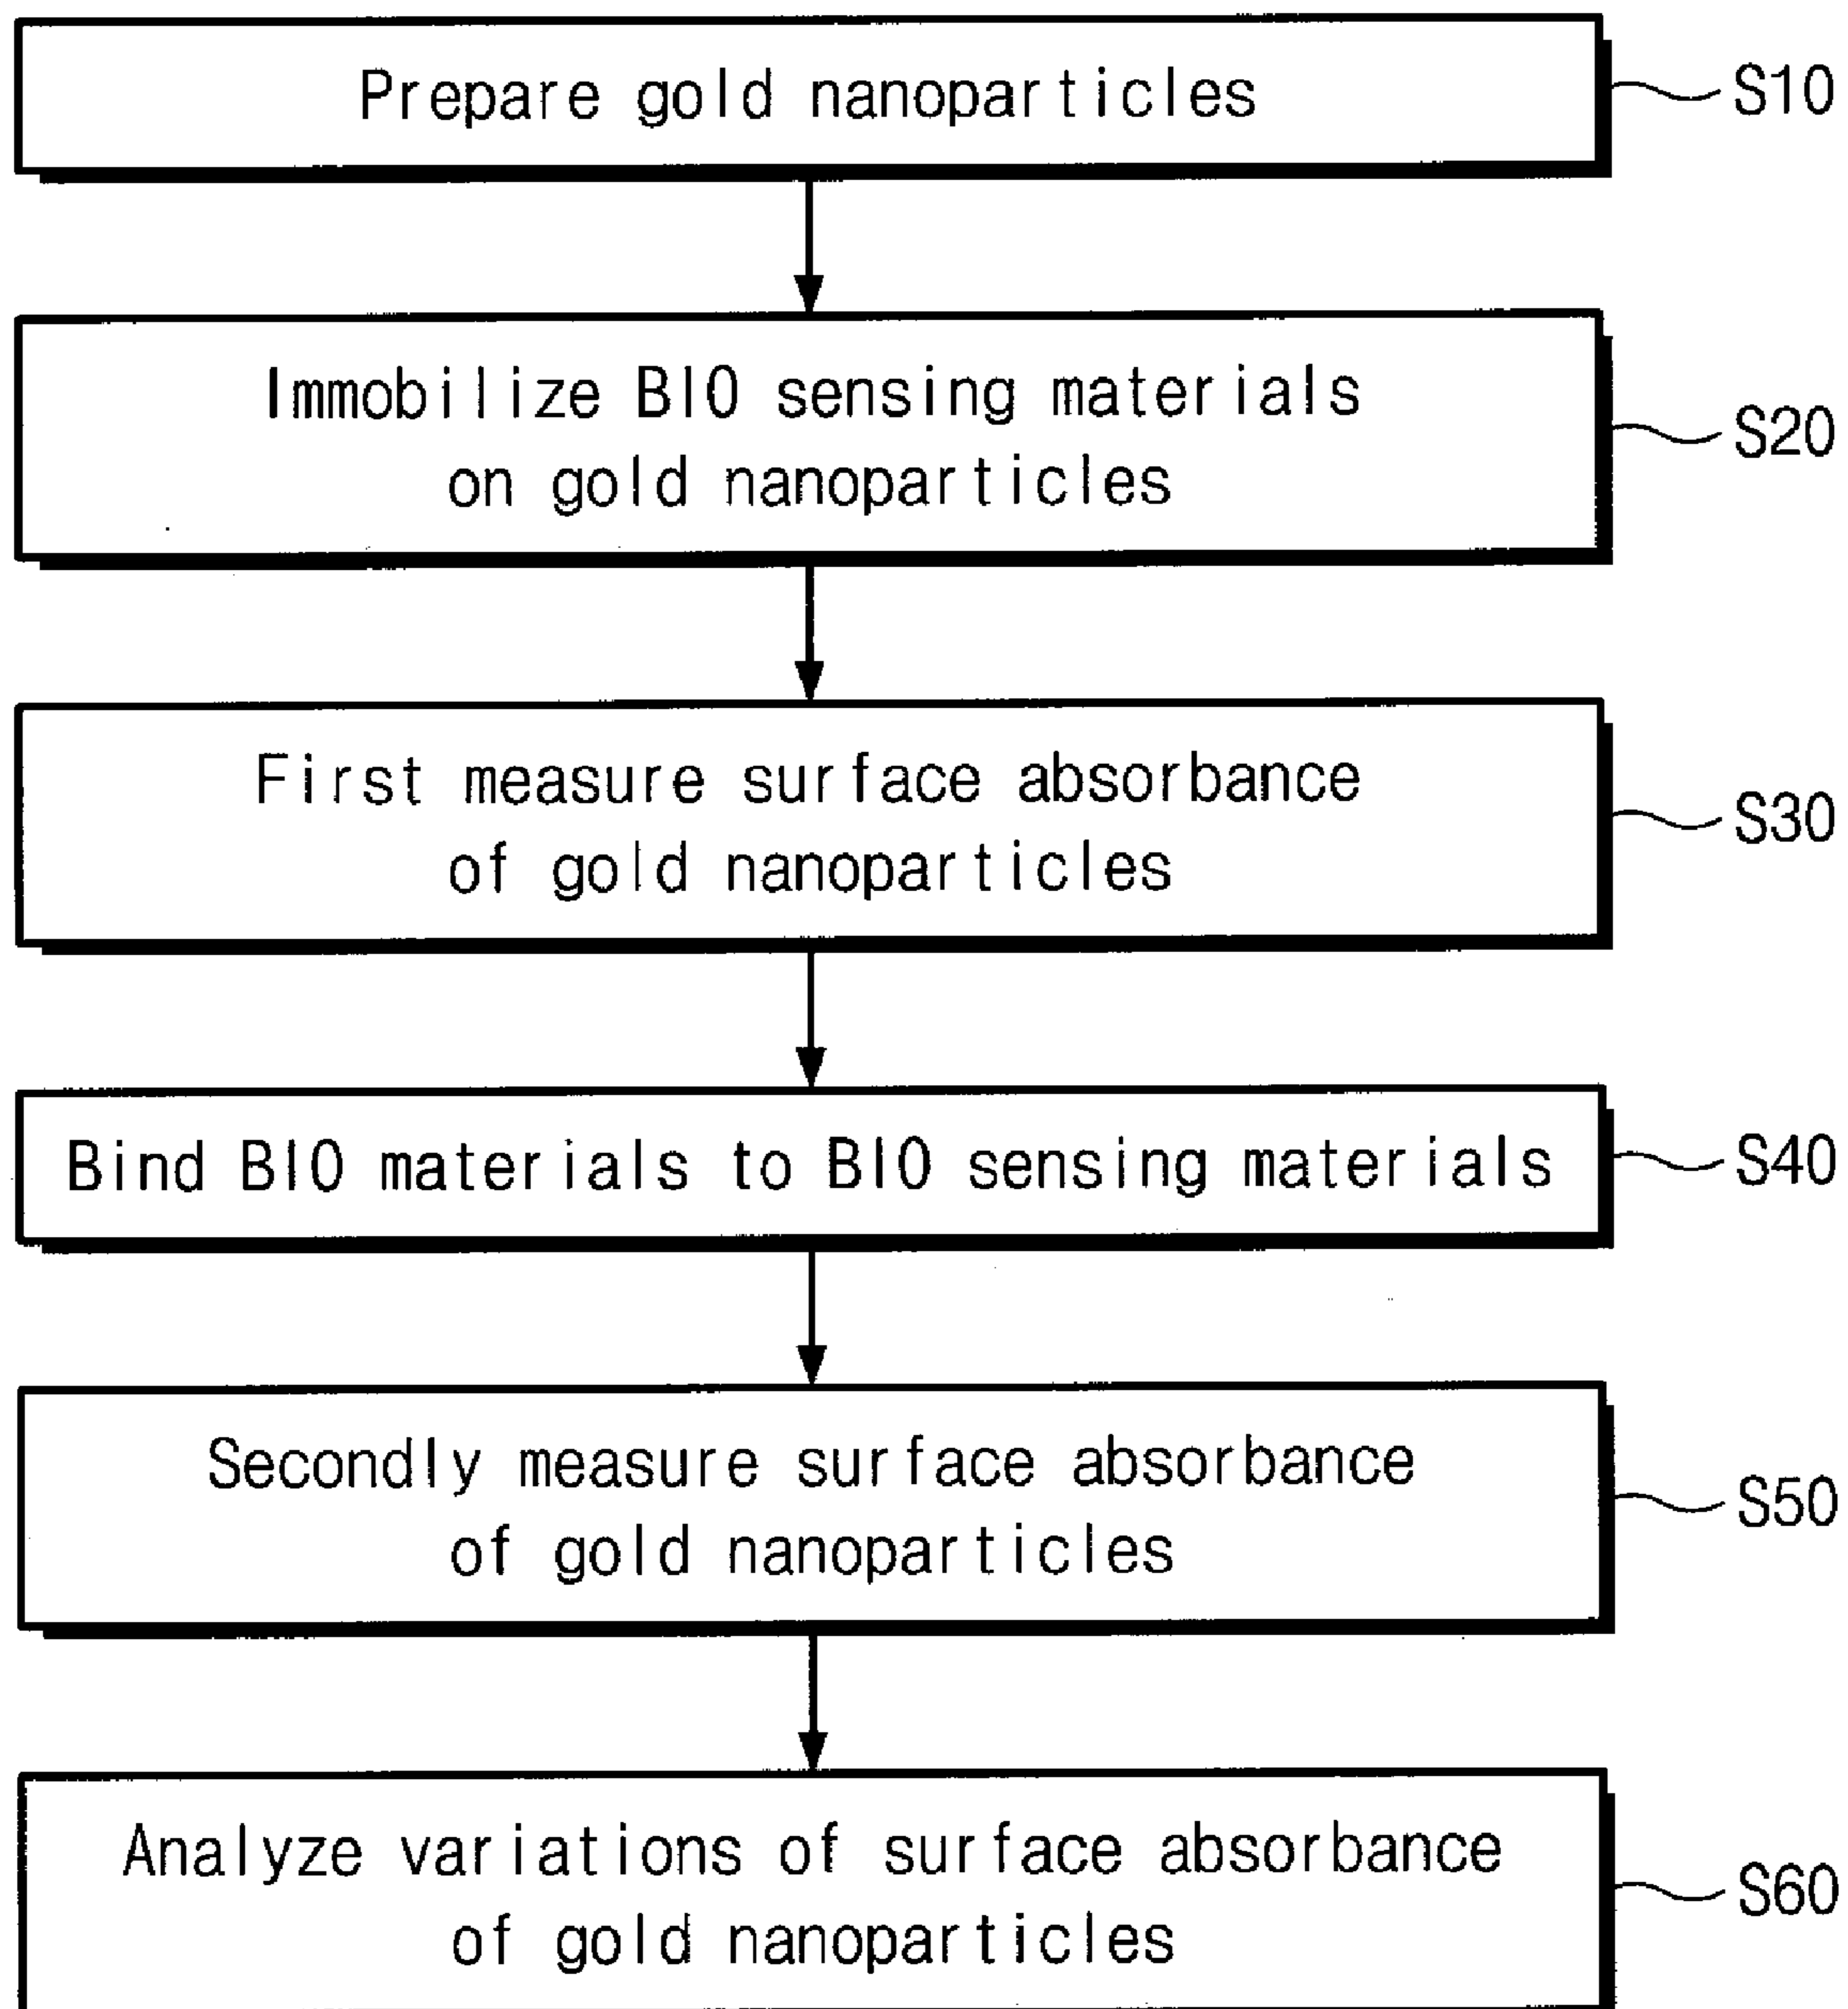 Prepare gold nanoparticles
S10
Immobilize BIO sensing materials
on gold nanoparticles
S20
First measure surface absorbance
of gold nanoparticles
S30
Bind BIO materials to BIO sensing materials
S40
Secondly measure surface absorbance
of gold nanoparticles
S50
Analyze variations of surface absorbance
of gold nanoparticles
S60